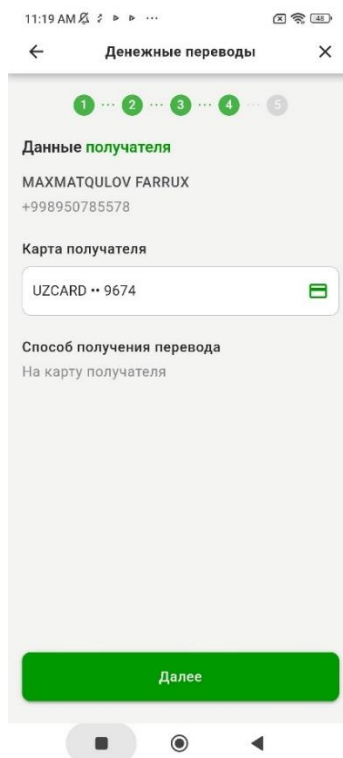 11:19 AM
48
Денежные переводы
1 ... 2 ... 3 ... 4 ... 5
Данные получателя
MAXMATQULOV FARRUX
+998950785578
Карта получателя
UZCARD •• 9674
Способ получения перевода
На карту получателя
Далее